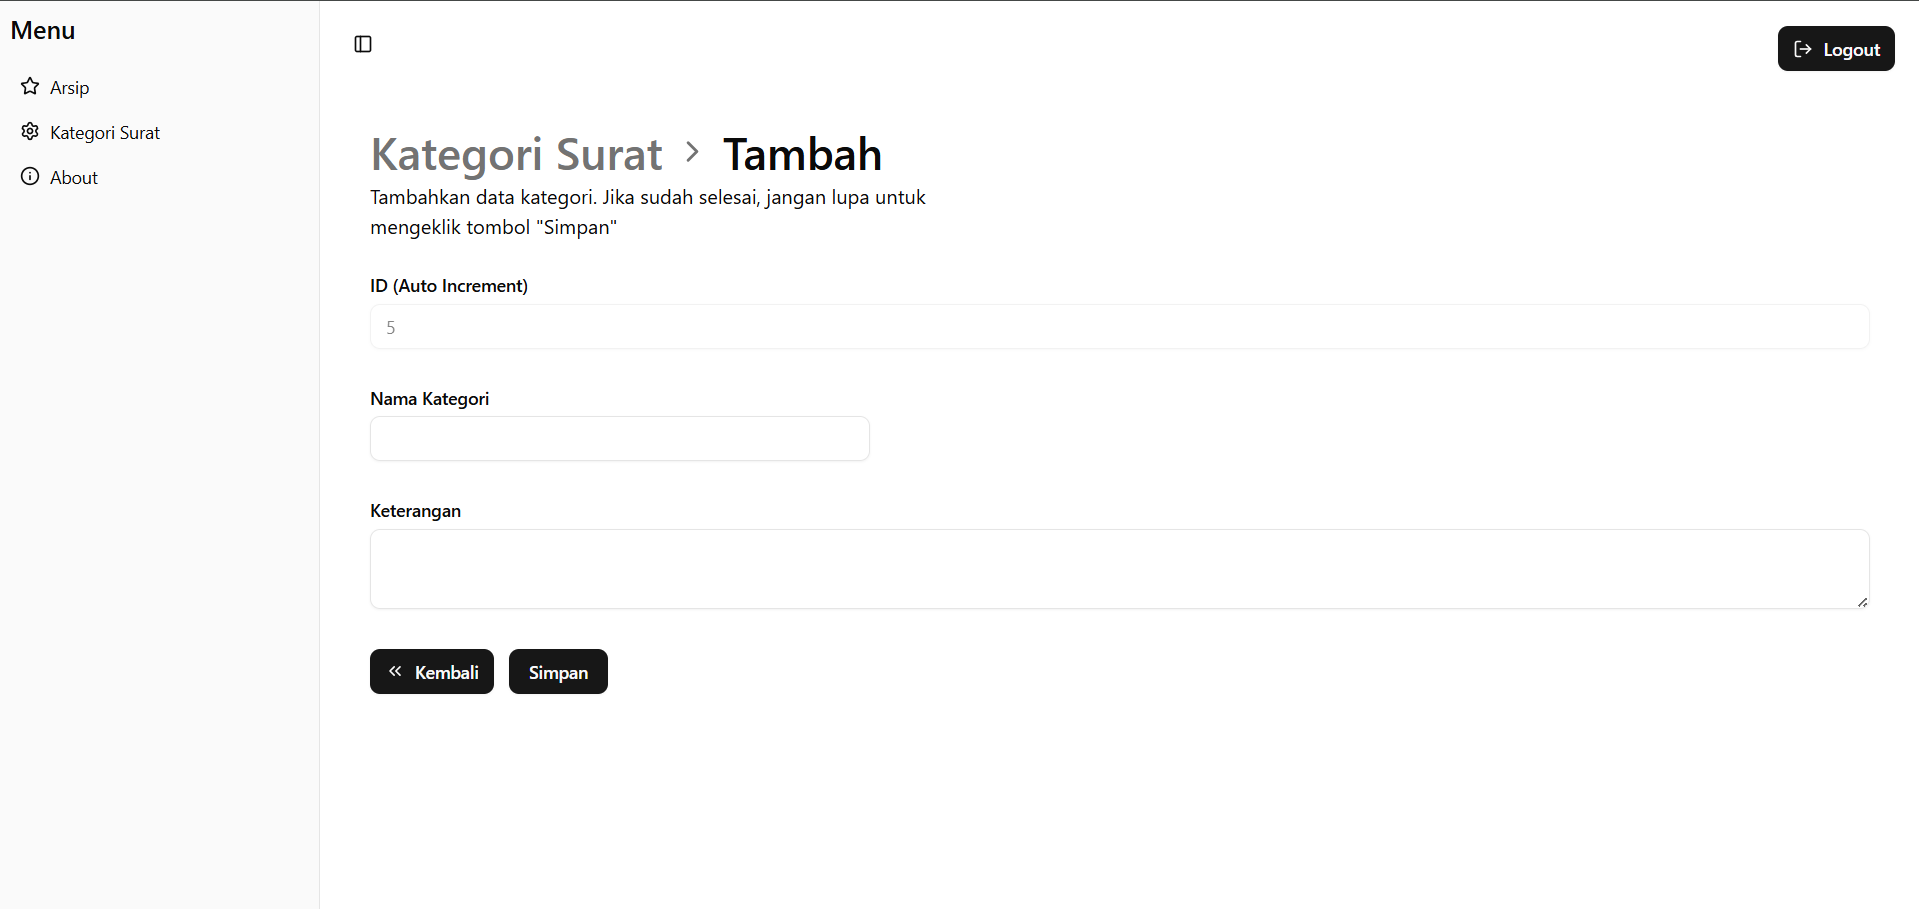 Menu
Arsip
Kategori Surat
About
Logout
Kategori Surat > Tambah
Tambahkan data kategori. Jika sudah selesai, jangan lupa untuk
mengeklik tombol "Simpan"
ID (Auto Increment)
5
Nama Kategori
Keterangan
Kembali
Simpan